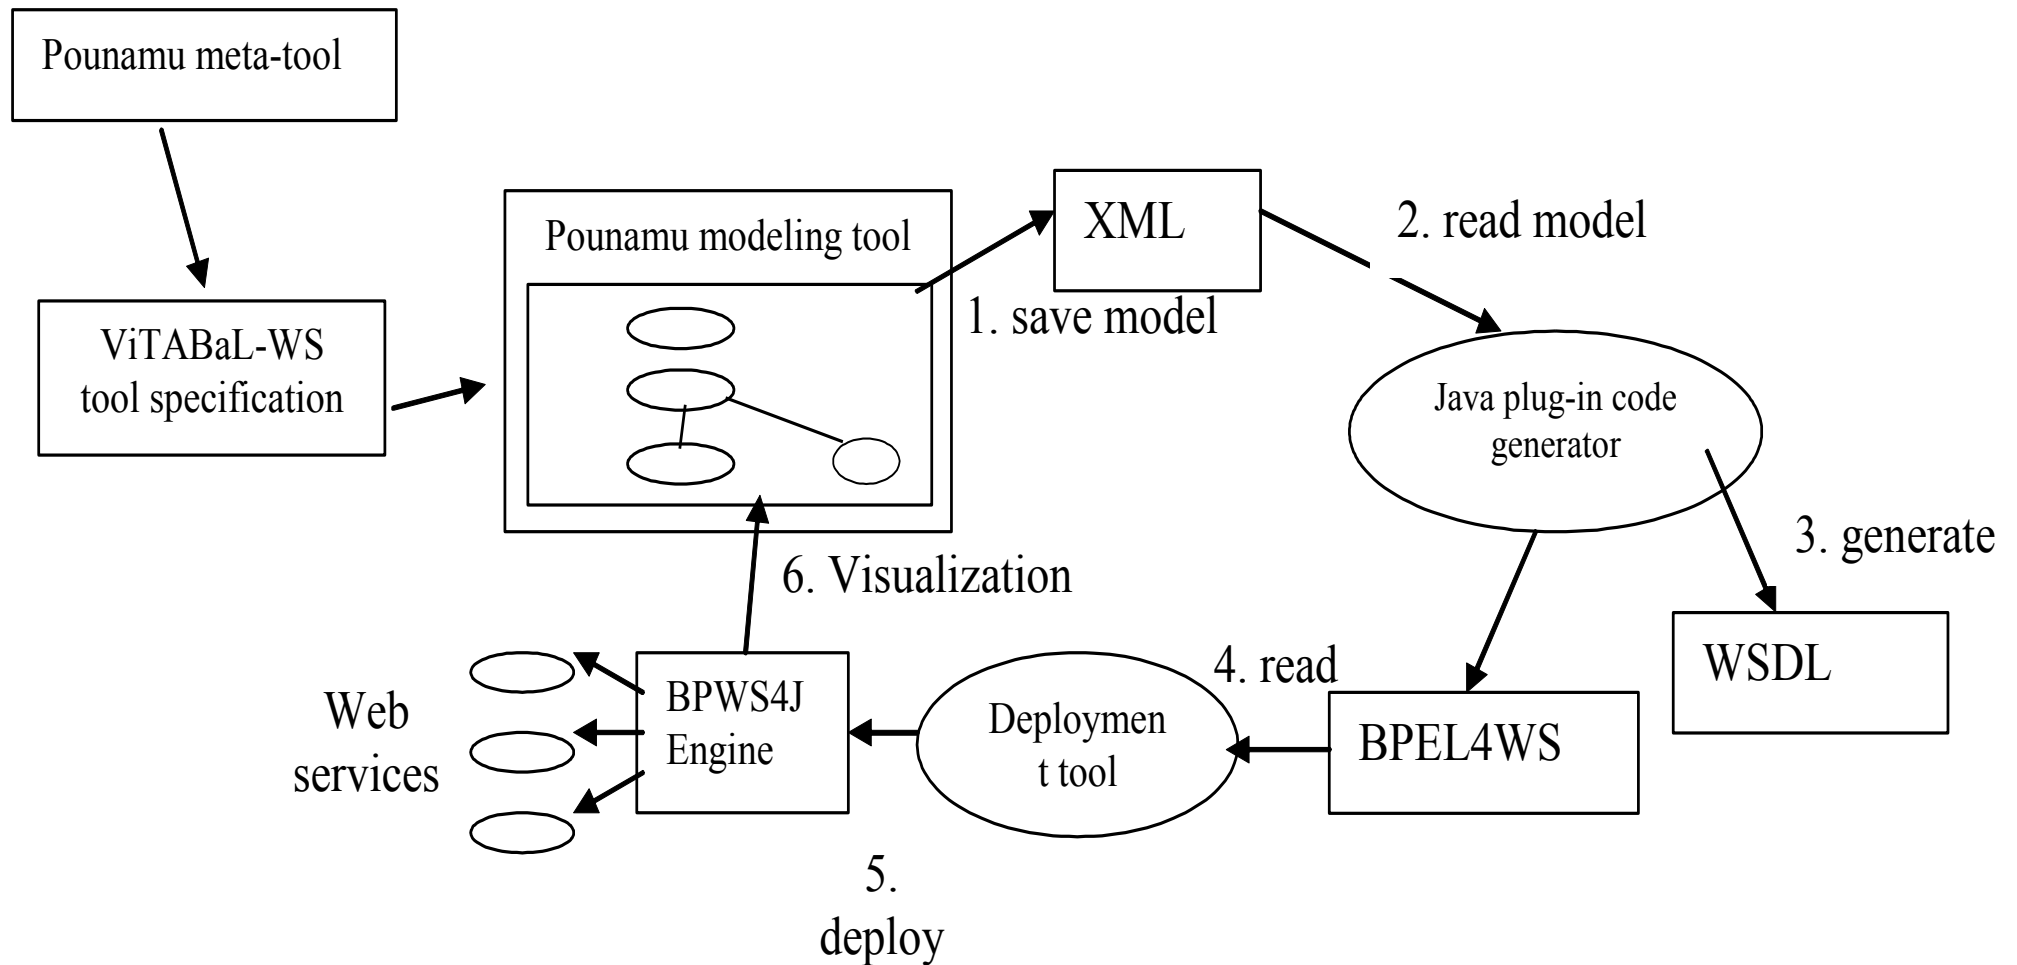 Pounamu meta-tool
ViTABaL-WS
tool specification
Pounamu modeling tool
1. save model
XML
2. read model
Java plug-in code
generator
3. generate
WSDL
BPEL4WS
4. read
Deploymen
t tool
5.
deploy
BPWS4J
Engine
6. Visualization
Web
services